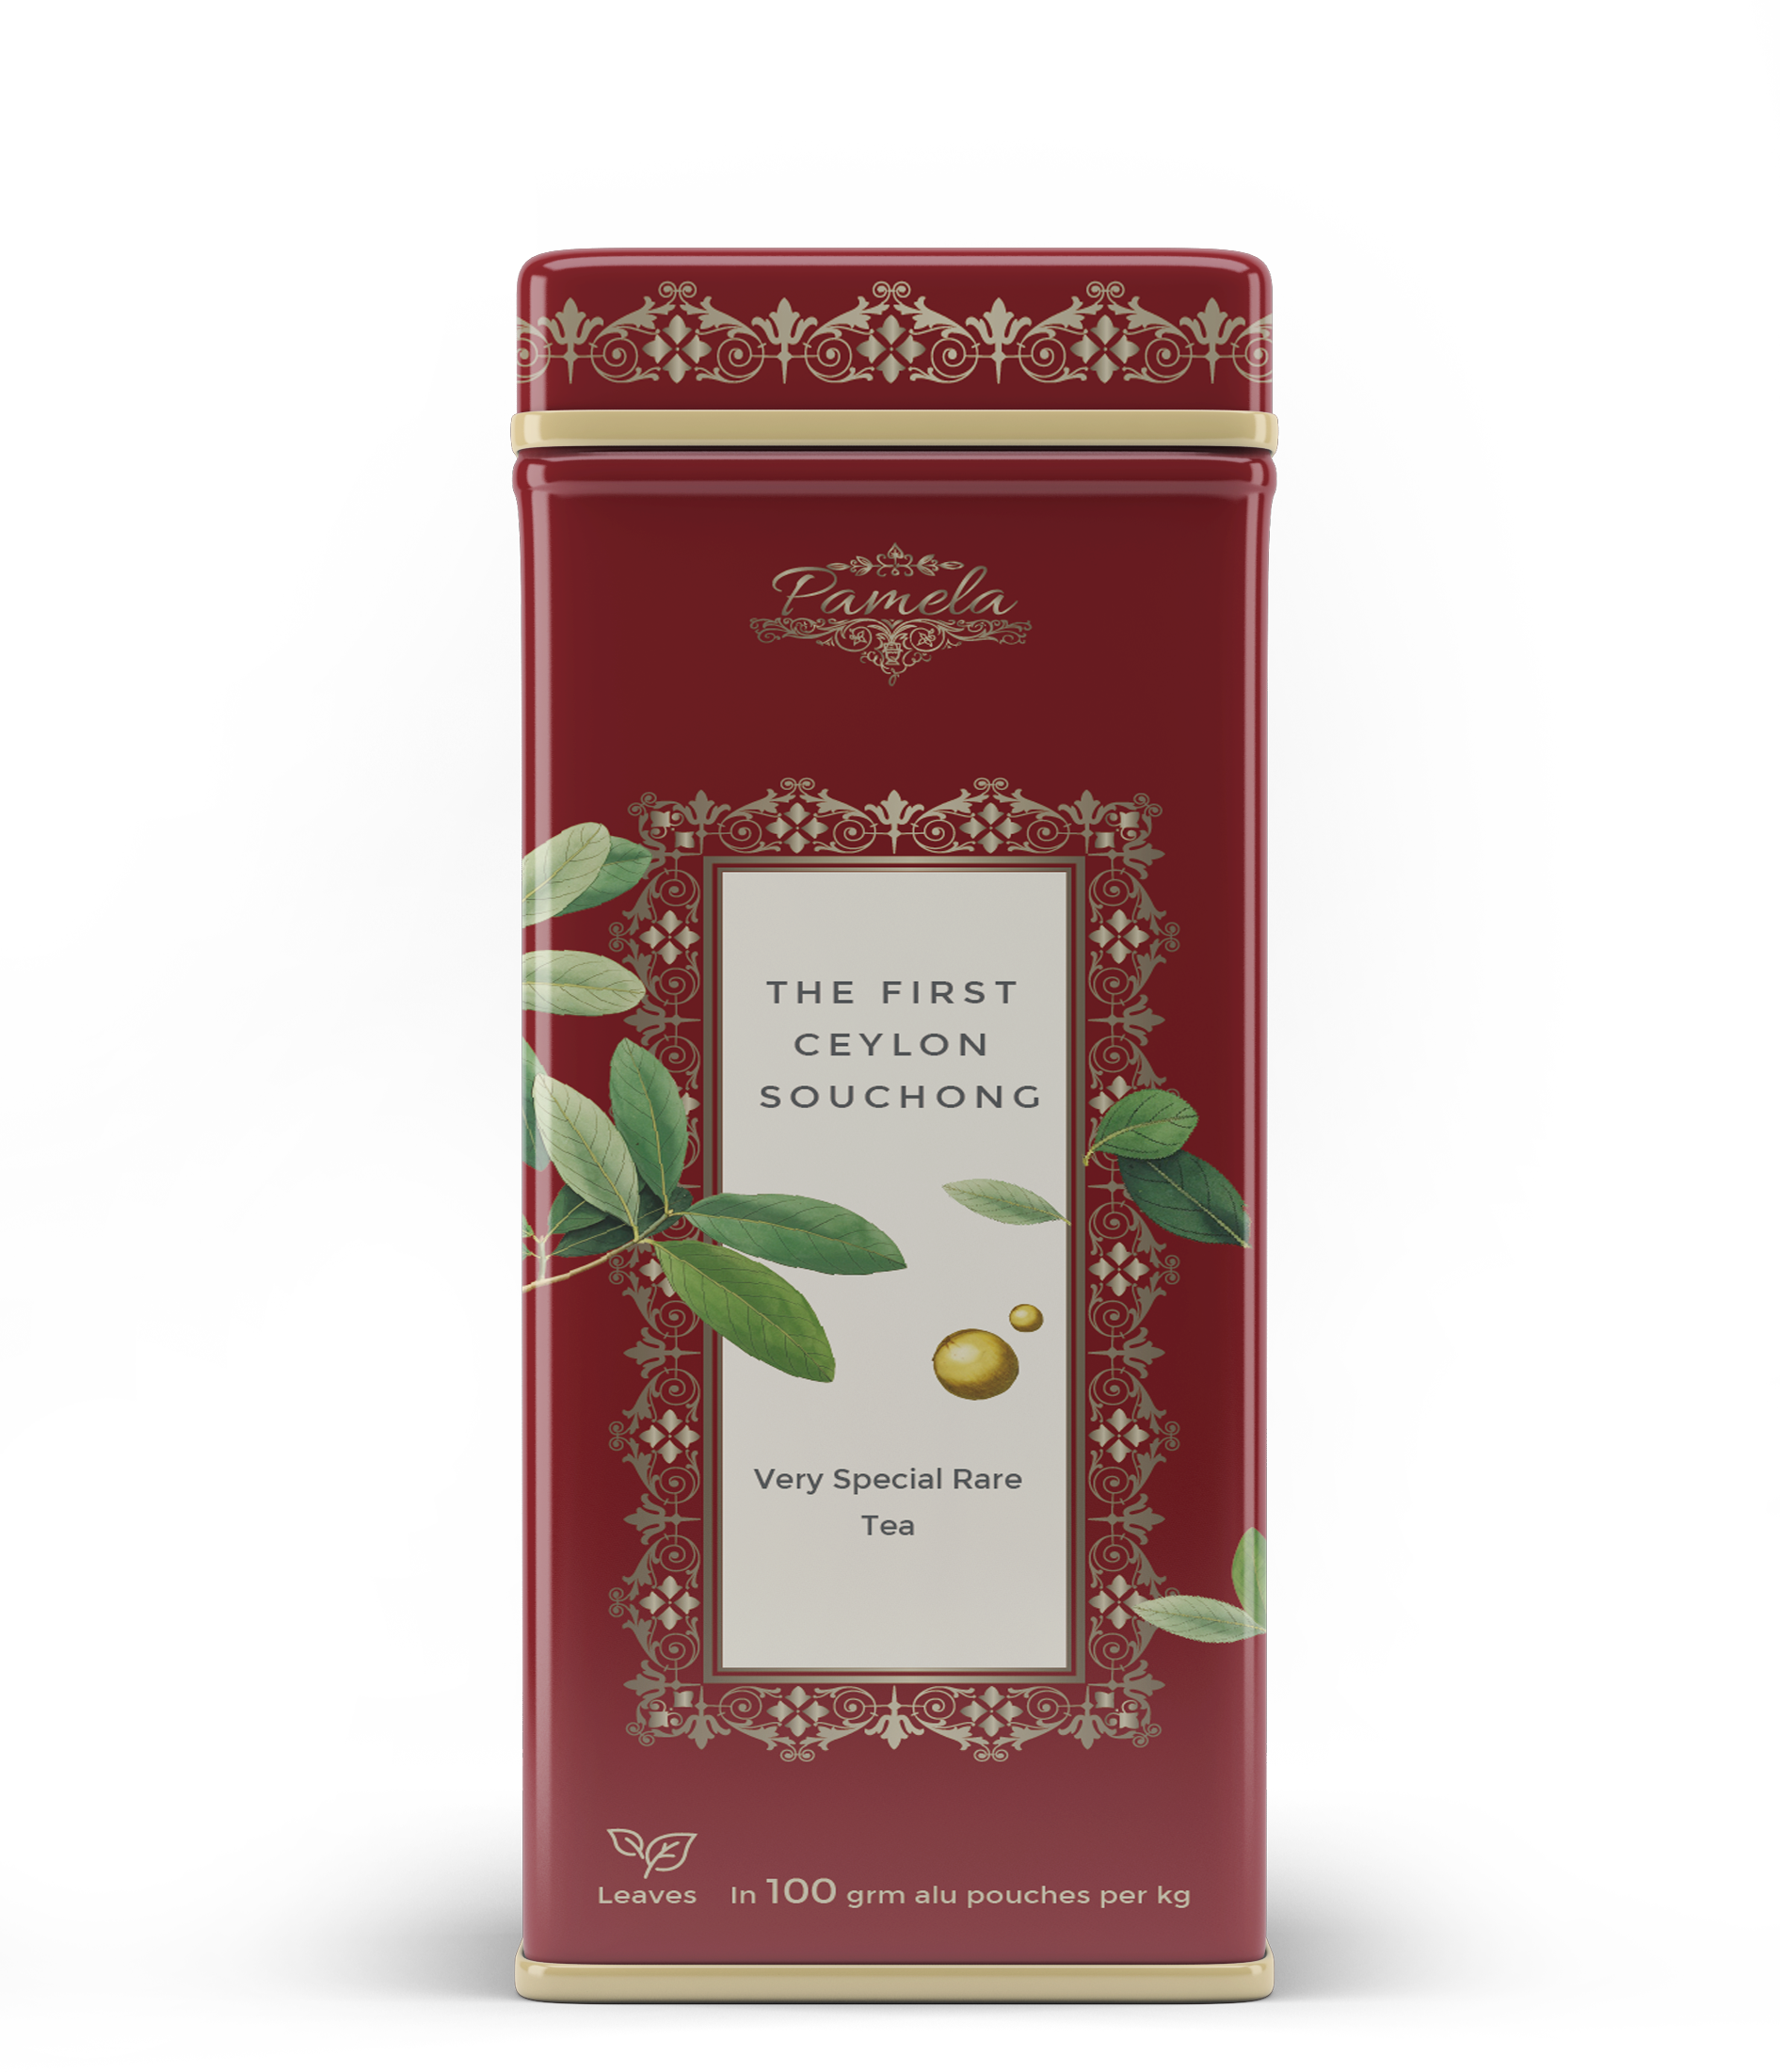 Pamela
THE FIRST
CEYLON
SOUCHONG
Very Special Rare
Tea
Leaves
In 100 grm alu pouches per kg